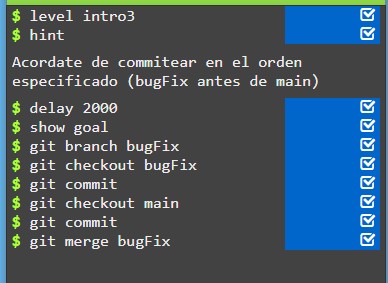 $ level intro3
$ hint
Acordate de commitear en el orden
especificado (bugFix antes de main)
$ delay 2000
$ show goal
$ git branch bugFix
$ git checkout bugFix
$ git commit
$ git checkout main
$ git commit
$ git merge bugFix